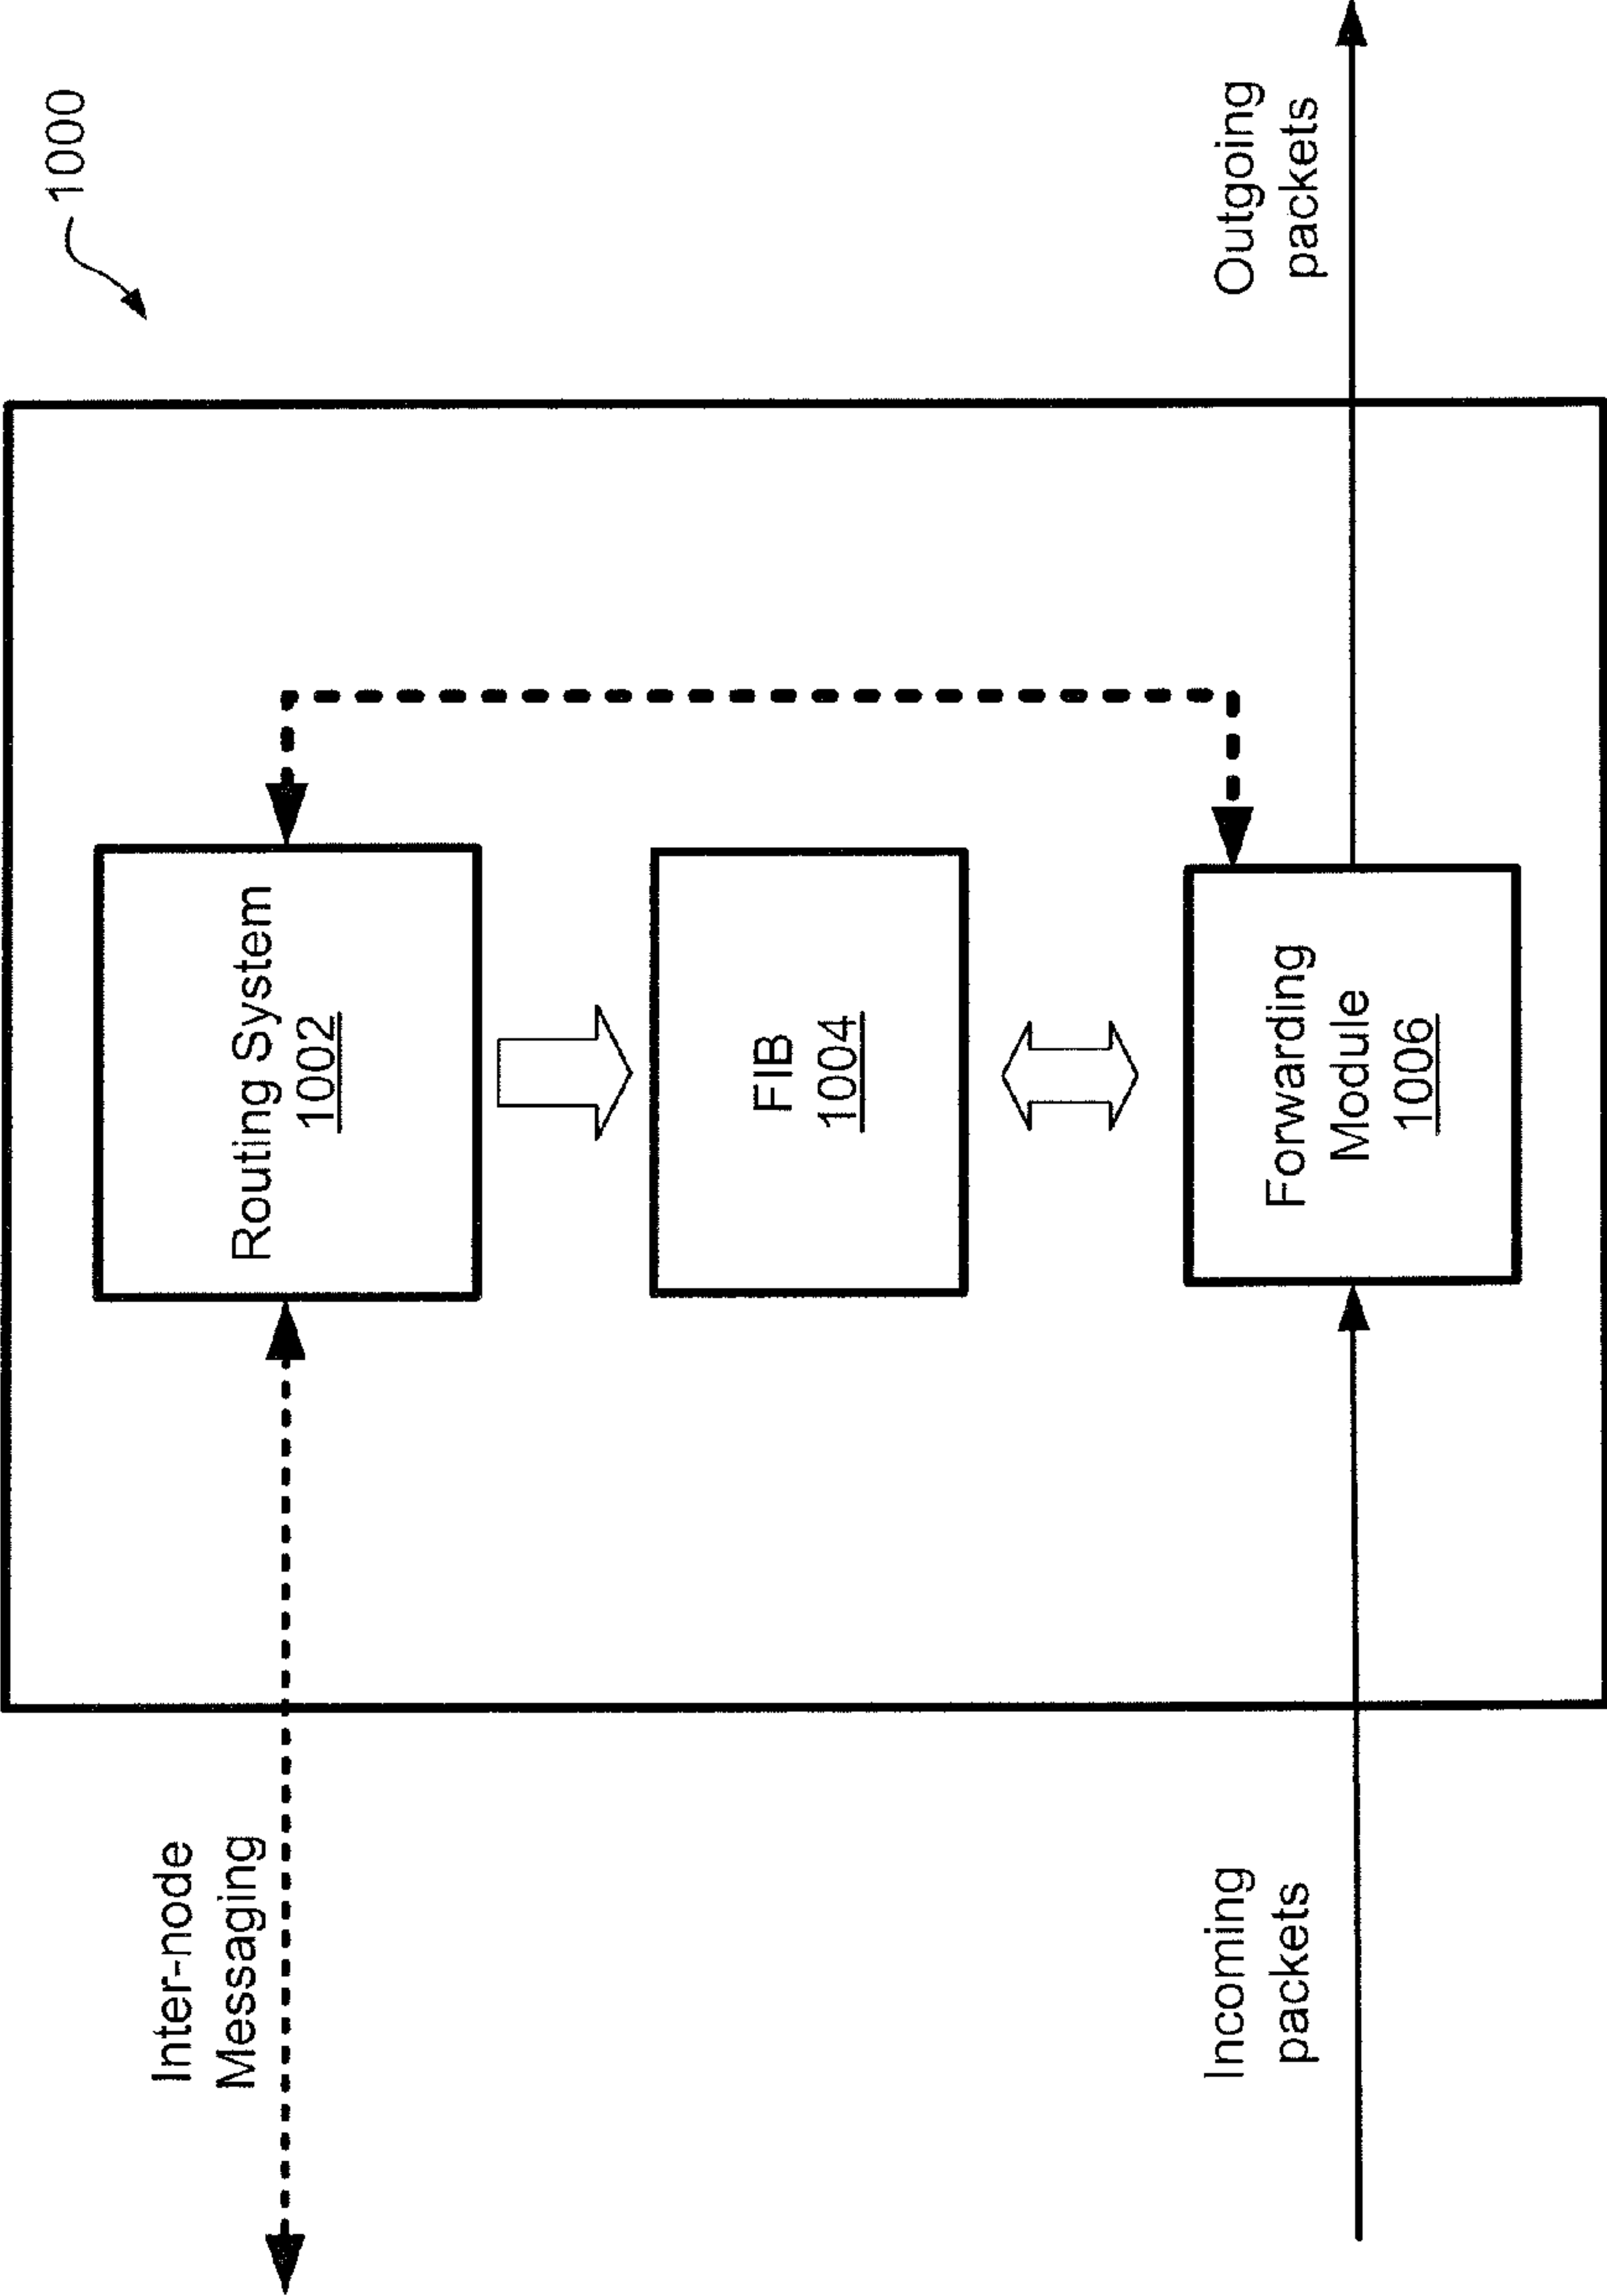 1000
Inter-node
Messaging
Routing System
1002
FIB
1004
Incoming
packets
Forwarding
Module
1006
Outgoing
packets